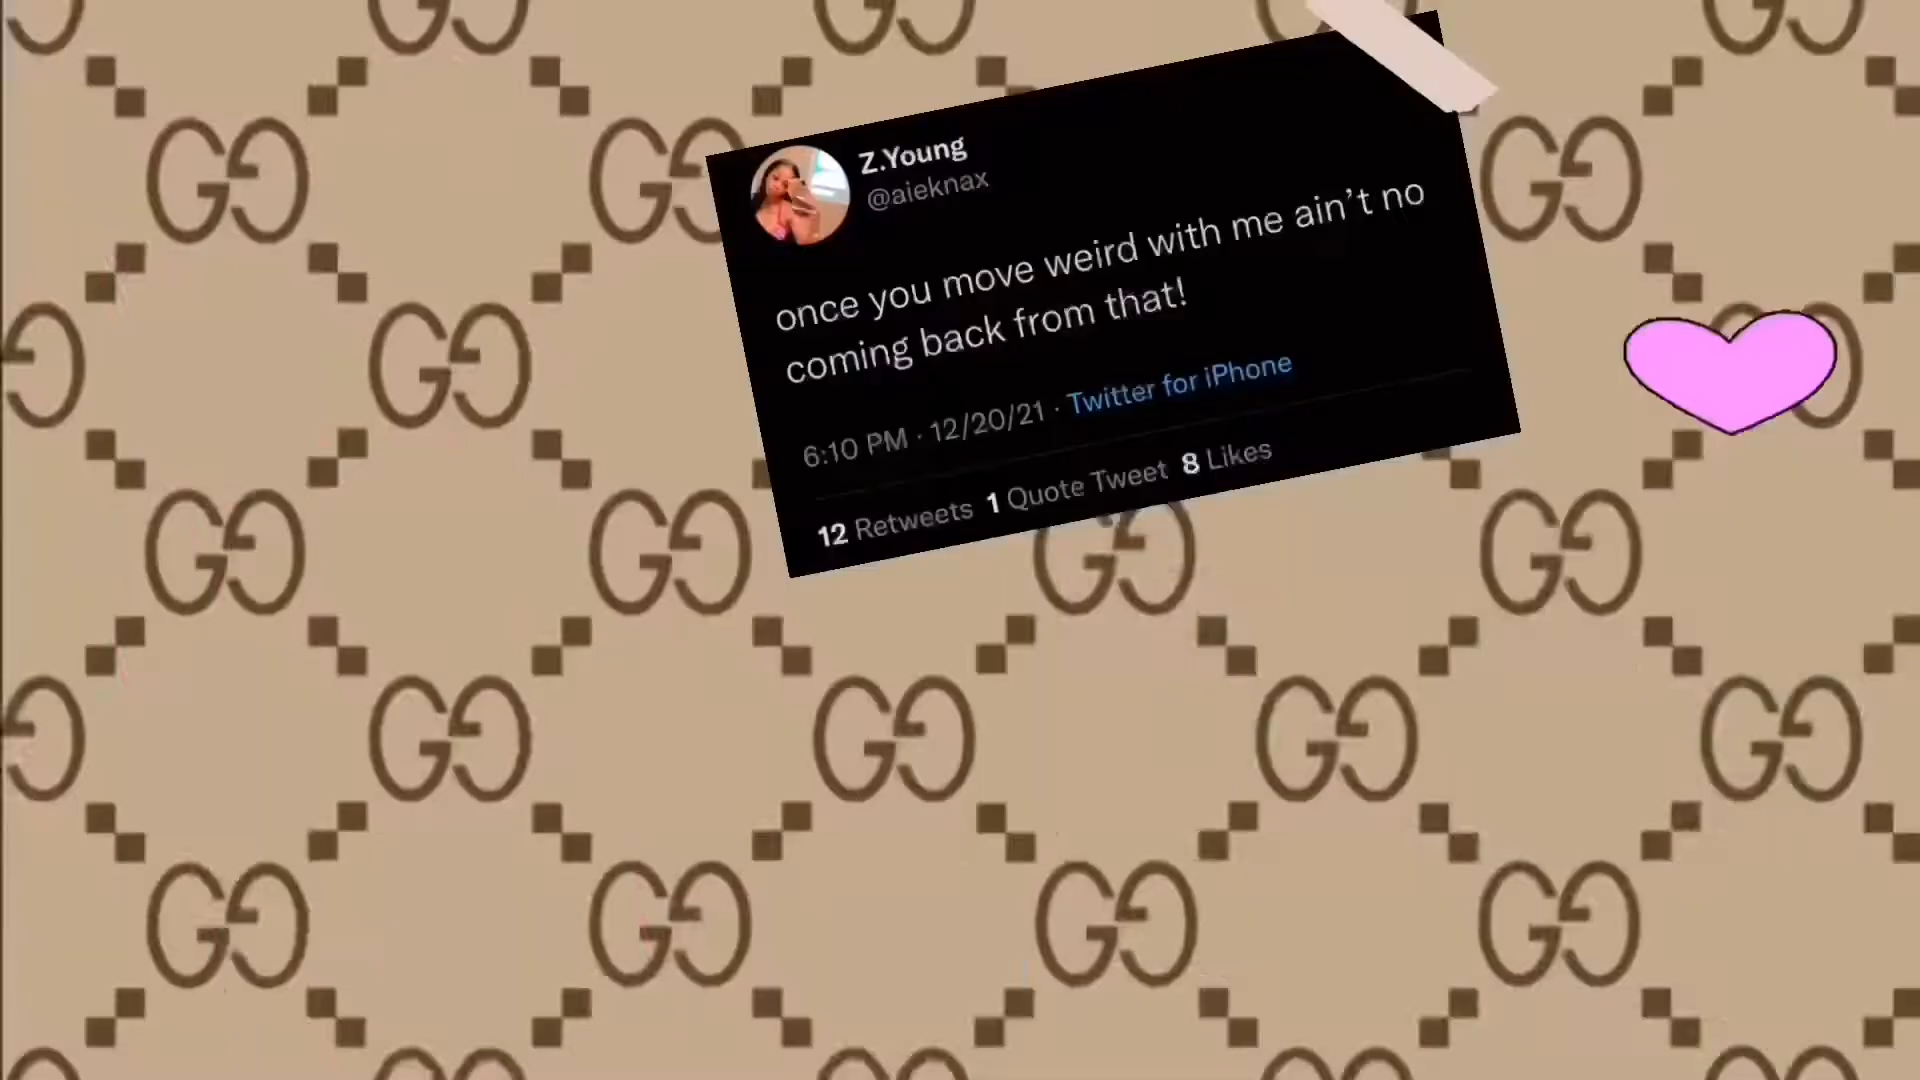 Z.Young
@aieknax
once you move weird with me ain't no
coming back from that!
6:10 PM · 12/20/21 · Twitter for iPhone
12 Retweets 1 Quote Tweet 8 Likes